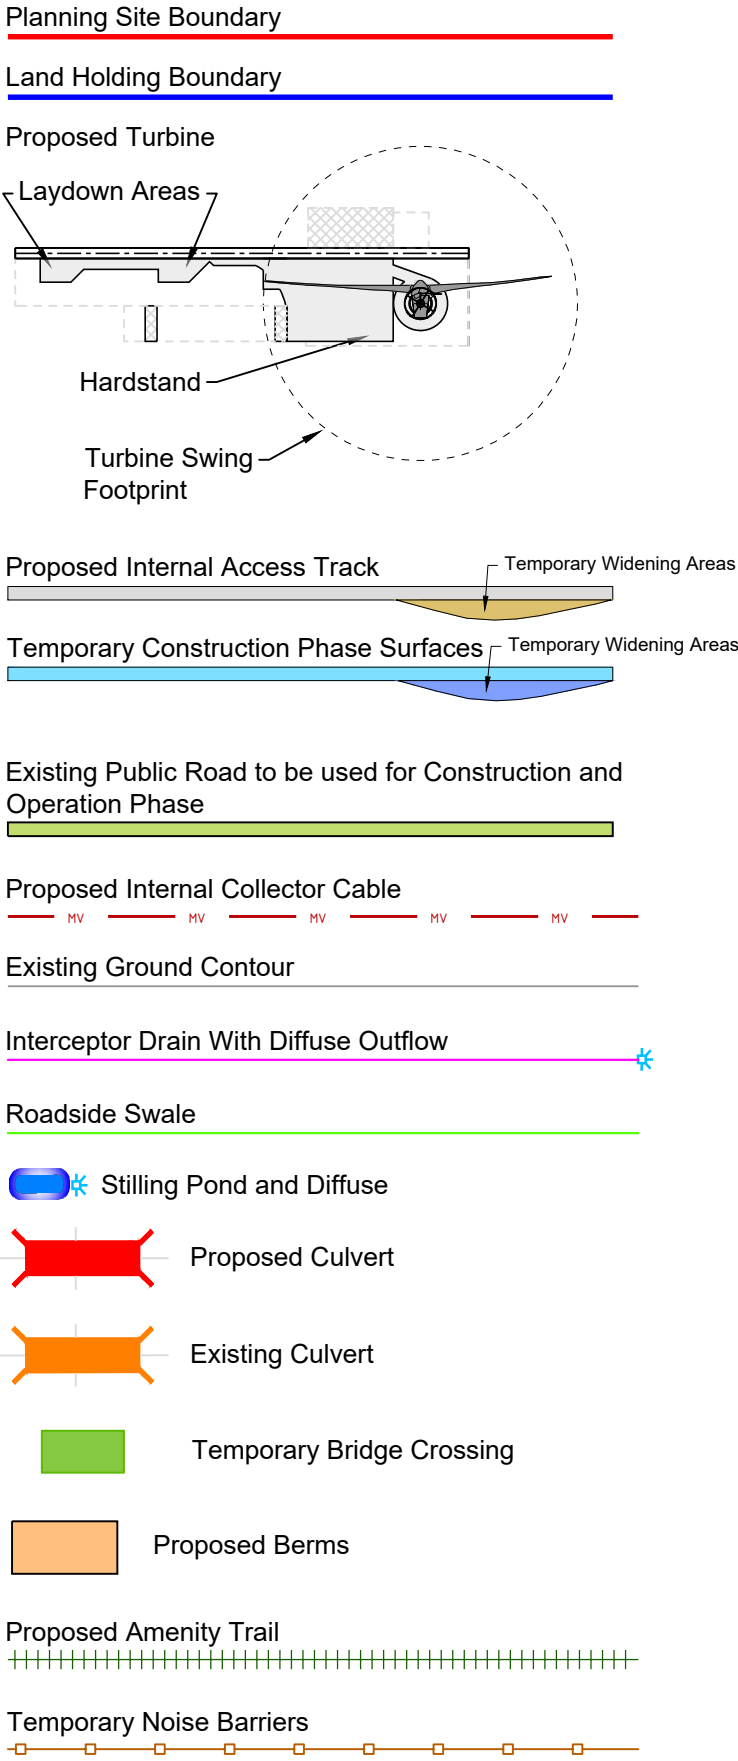 Planning Site Boundary
Land Holding Boundary
Proposed Turbine
Laydown Areas
Hardstand
Turbine Swing
Footprint
Proposed Internal Access Track
Temporary Widening Areas
Temporary Construction Phase Surfaces
Temporary Widening Areas
Existing Public Road to be used for Construction and
Operation Phase
Proposed Internal Collector Cable
MV MV MV MV MV
Existing Ground Contour
Interceptor Drain With Diffuse Outflow
Roadside Swale
Stilling Pond and Diffuse
Proposed Culvert
Existing Culvert
Temporary Bridge Crossing
Proposed Berms
Proposed Amenity Trail
Temporary Noise Barriers